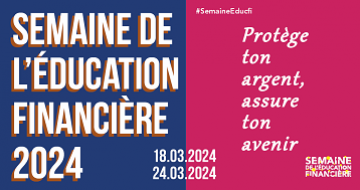 SEMAINE DE
L'ÉDUCATION
FINANCIÈRE
2024
18.03.2024
24.03.2024
#SemaineEducfi
Protège
ton
argent,
assure
ton
avenir
SEMAINE
DE L'ÉDUCATION
FINANCIÈRE